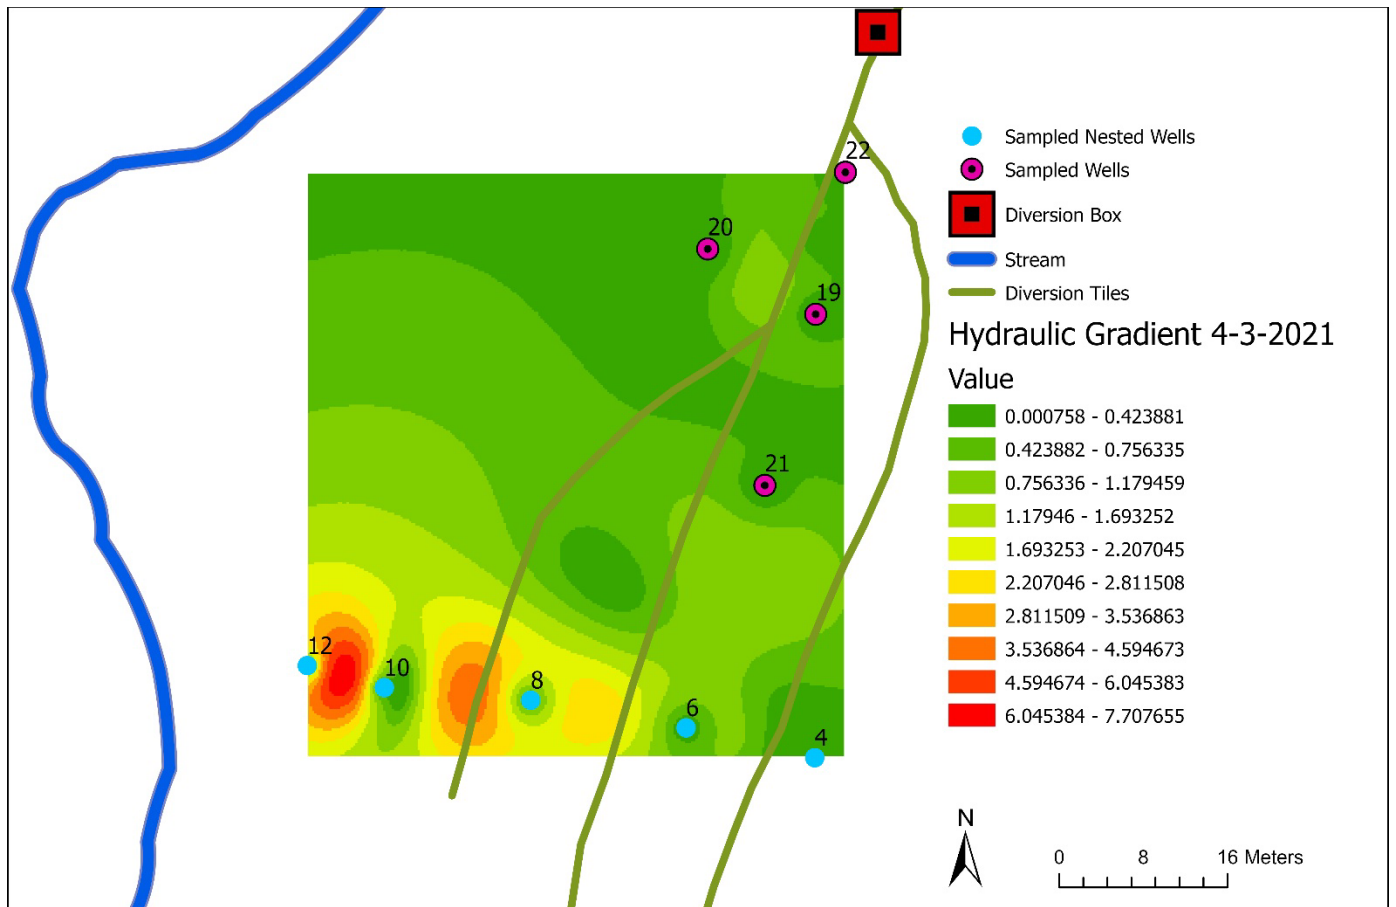 22
20
19
21
12
10
8
6
4
Sampled Nested Wells
Sampled Wells
Diversion Box
Stream
Diversion Tiles
Hydraulic Gradient 4-3-2021
Value
0.000758 - 0.423881
0.423882 - 0.756335
0.756336 - 1.179459
1.17946 - 1.693252
1.693253 - 2.207045
2.207046 - 2.811508
2.811509 - 3.536863
3.536864 - 4.594673
4.594674 - 6.045383
6.045384 - 7.707655
N
0 8 16 Meters